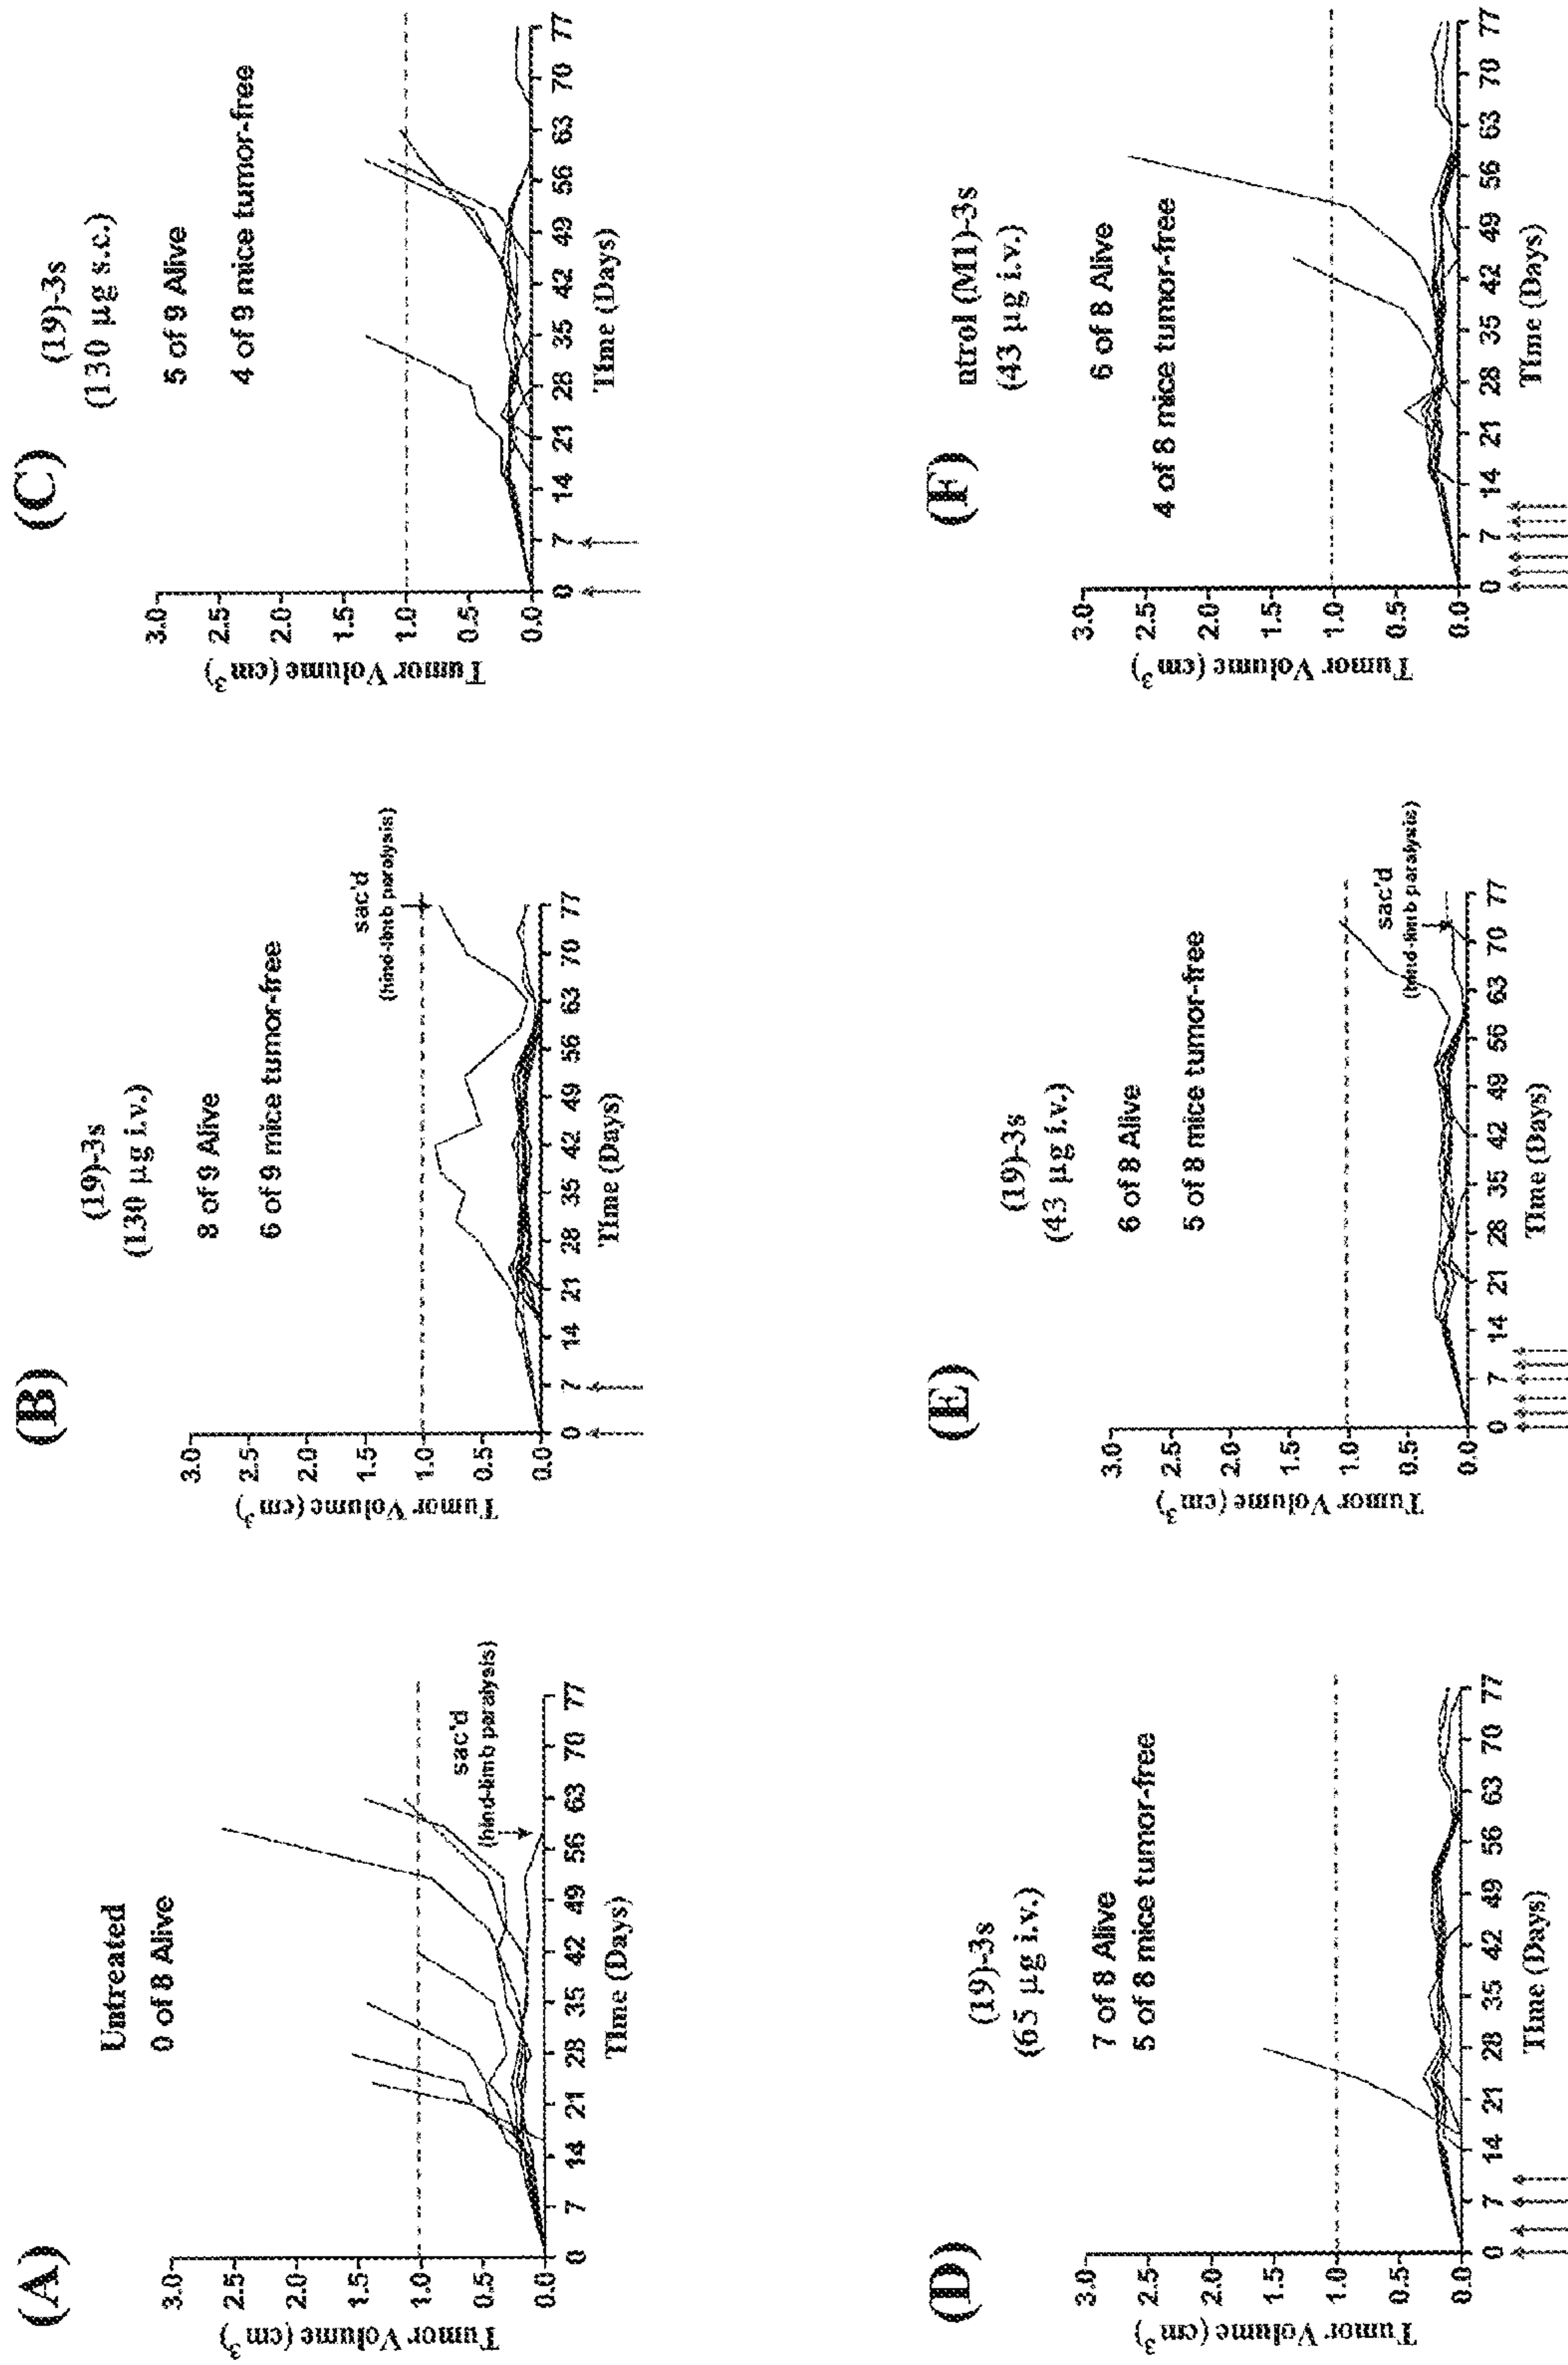 (A)
Untreated
0 of 8 Alive
sac'd
(hind-limb paralysis)
Tumor Volume (cm³)
3.0
2.5
2.0
1.5
1.0
0.5
0.0
0 7 14 21 28 35 42 49 56 63 70 77
Time (Days)
(B)
(19)-3s
(130 µg i.v.)
8 of 9 Alive
6 of 9 mice tumor-free
sac'd
(hind-limb paralysis)
Tumor Volume (cm³)
3.0
2.5
2.0
1.5
1.0
0.5
0.0
0 7 14 21 28 35 42 49 56 63 70 77
Time (Days)
(C)
(19)-3s
(130 µg s.c.)
5 of 9 Alive
4 of 9 mice tumor-free
Tumor Volume (cm³)
3.0
2.5
2.0
1.5
1.0
0.5
0.0
0 7 14 21 28 35 42 49 56 63 70 77
Time (Days)
(D)
(19)-3s
(65 µg i.v.)
7 of 8 Alive
5 of 8 mice tumor-free
Tumor Volume (cm³)
3.0
2.5
2.0
1.5
1.0
0.5
0.0
0 7 14 21 28 35 42 49 56 63 70 77
Time (Days)
(E)
(19)-3s
(43 µg i.v.)
6 of 8 Alive
5 of 8 mice tumor-free
sac'd
(hind-limb paralysis)
Tumor Volume (cm³)
3.0
2.5
2.0
1.5
1.0
0.5
0.0
0 7 14 21 28 35 42 49 56 63 70 77
Time (Days)
(F)
ntrol (M1)-3s
(43 µg i.v.)
6 of 8 Alive
4 of 8 mice tumor-free
Tumor Volume (cm³)
3.0
2.5
2.0
1.5
1.0
0.5
0.0
0 7 14 21 28 35 42 49 56 63 70 77
Time (Days)